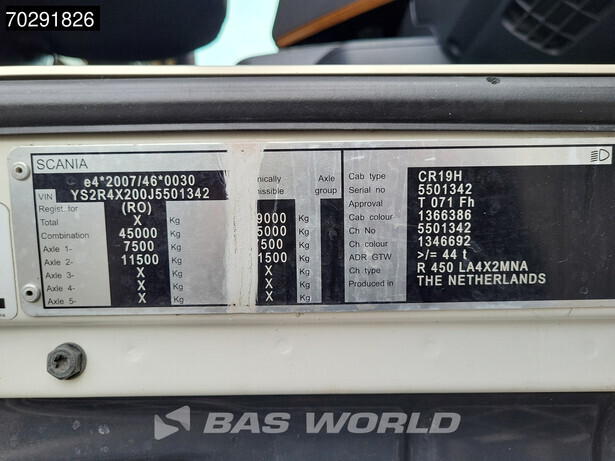 70291826
SCANIA
e4*2007/46*0030
VIN YS2R4X200J5501342
Regist. for (RO) nically missible Axle group
Total X Kg 9000 Kg
Combination 45000 Kg 5000 Kg
Axle 1- 7500 Kg 7500 Kg
Axle 2- 11500 Kg 1500 Kg
Axle 3- X Kg X Kg
Axle 4- X Kg X Kg
Axle 5- X Kg X Kg
Cab type CR19H
Serial no 5501342
Approval T 071 Fh
Cab colour 1366386
Ch No 5501342
Ch colour 1346692
ADR GTW >/= 44 t
Ch type R 450 LA4X2MNA
Produced in THE NETHERLANDS
BAS WORLD